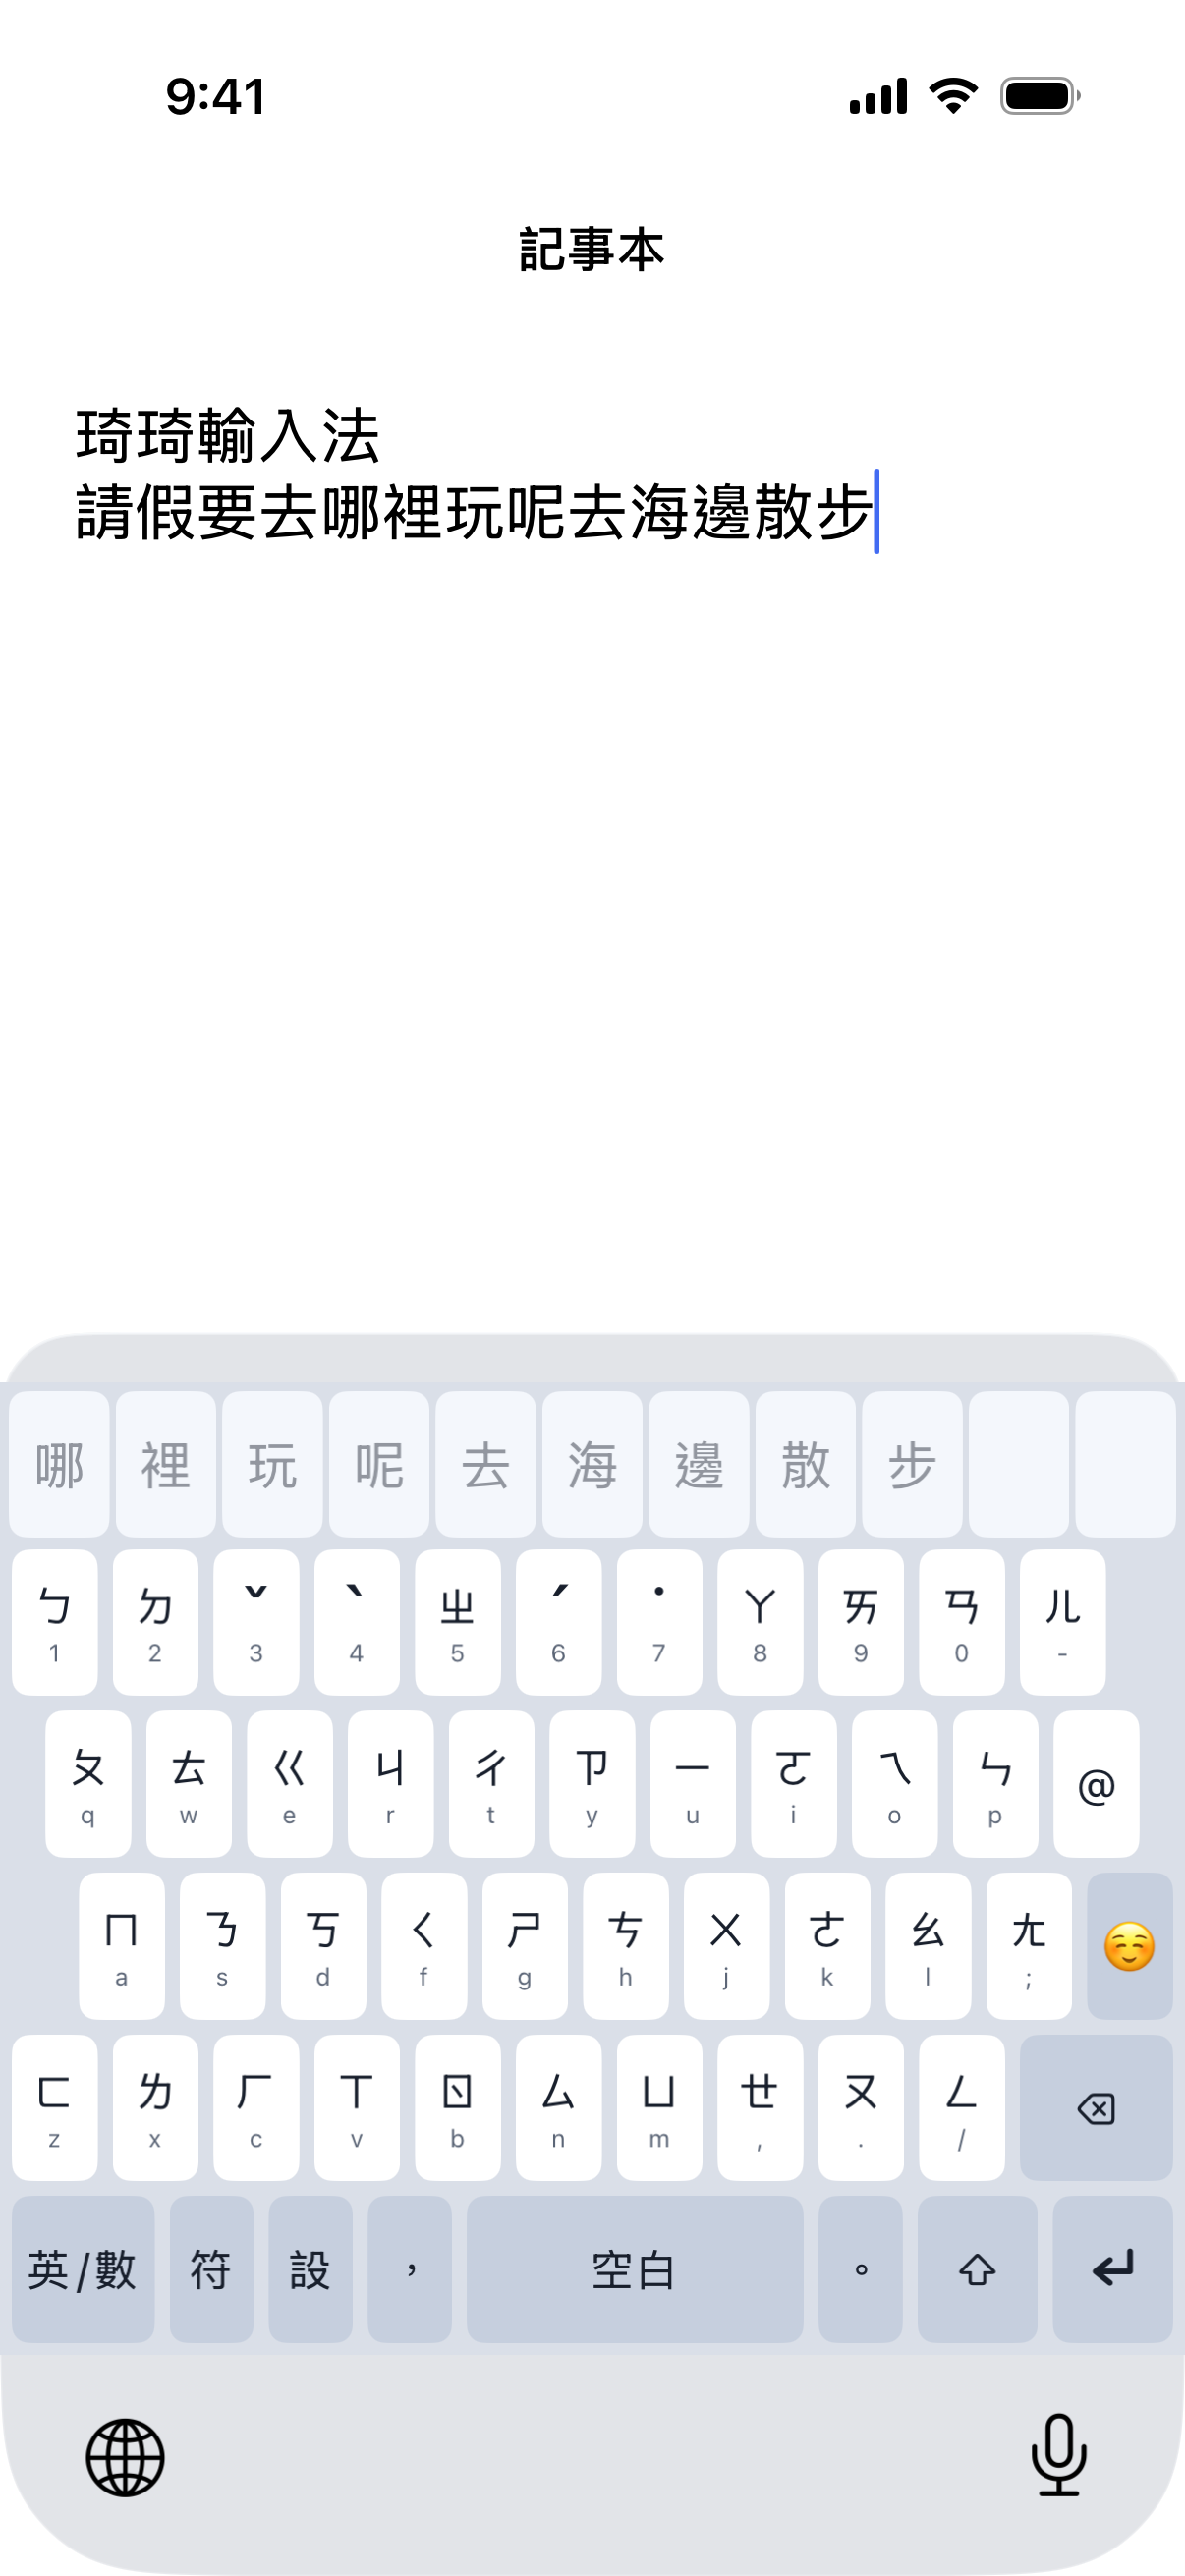 9:41
記事本
琦琦輸入法
請假要去哪裡玩呢去海邊散步
哪 裡 玩 呢 去 海 邊 散 步
ㄅ ㄉ ˇ ˋ ㄓ ˊ ˙ ㄚ ㄞ ㄢ ㄦ
1 2 3 4 5 6 7 8 9 0 -
ㄆ ㄊ ㄍ ㄐ ㄔ ㄗ ㄧ ㄛ ㄟ ㄣ @
q w e r t y u i o p
ㄇ ㄋ ㄎ ㄑ ㄕ ㄘ ㄨ ㄜ ㄠ ㄤ
a s d f g h j k l ;
ㄈ ㄌ ㄏ ㄒ ㄖ ㄙ ㄩ ㄝ ㄡ ㄥ
z x c v b n m , . /
英/數 符 設 , 空白 。